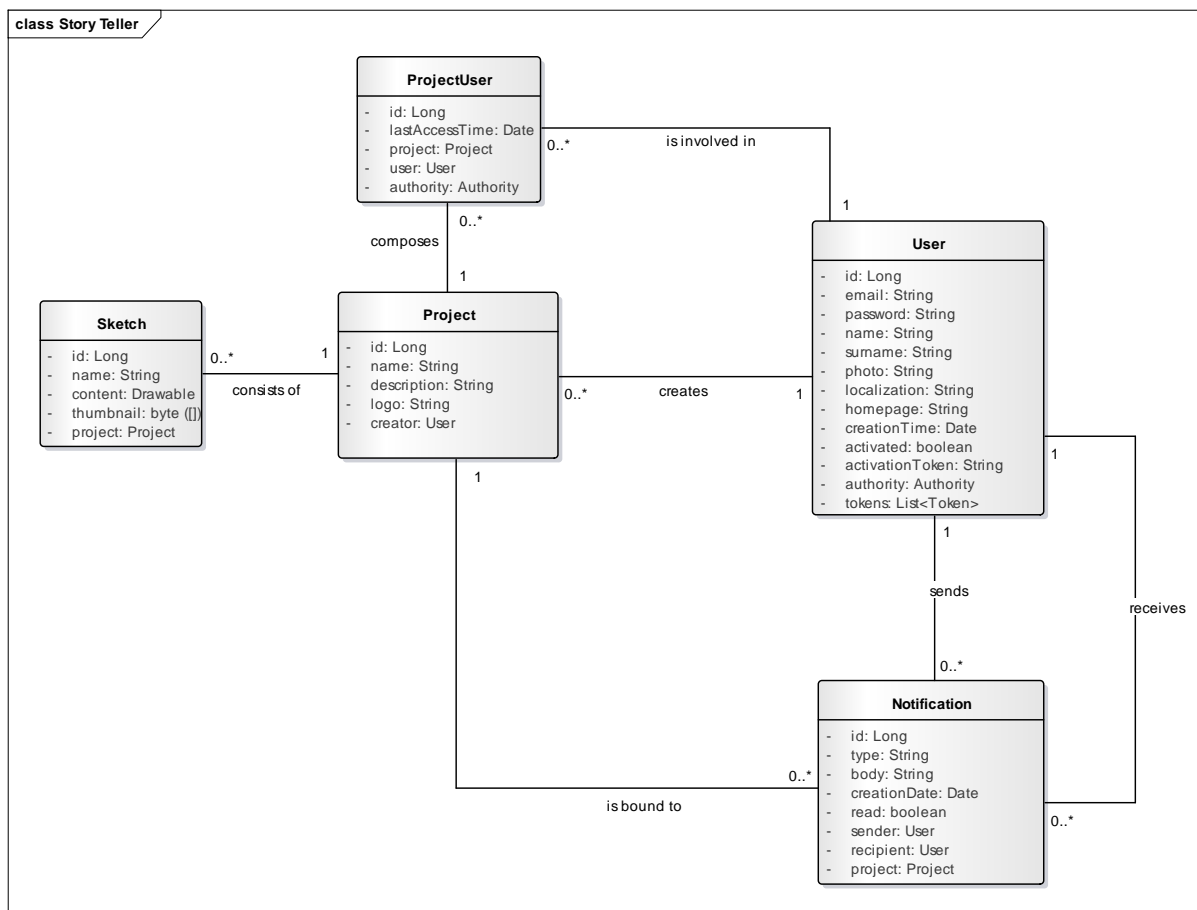 class Story Teller
ProjectUser
- id: Long
- lastAccessTime: Date
- project: Project
- user: User
- authority: Authority
0..*
is involved in
1
0..*
composes
1
User
- id: Long
- email: String
- password: String
- name: String
- surname: String
- photo: String
- localization: String
- homepage: String
- creationTime: Date
- activated: boolean
- activationToken: String
- authority: Authority
- tokens: List<Token>
Sketch
- id: Long
- name: String
- content: Drawable
- thumbnail: byte ([])
- project: Project
0..*
consists of
1
Project
- id: Long
- name: String
- description: String
- logo: String
- creator: User
0..*
creates
1
1
1
1
sends
receives
0..*
Notification
- id: Long
- type: String
- body: String
- creationDate: Date
- read: boolean
- sender: User
- recipient: User
- project: Project
0..*
is bound to
0..*